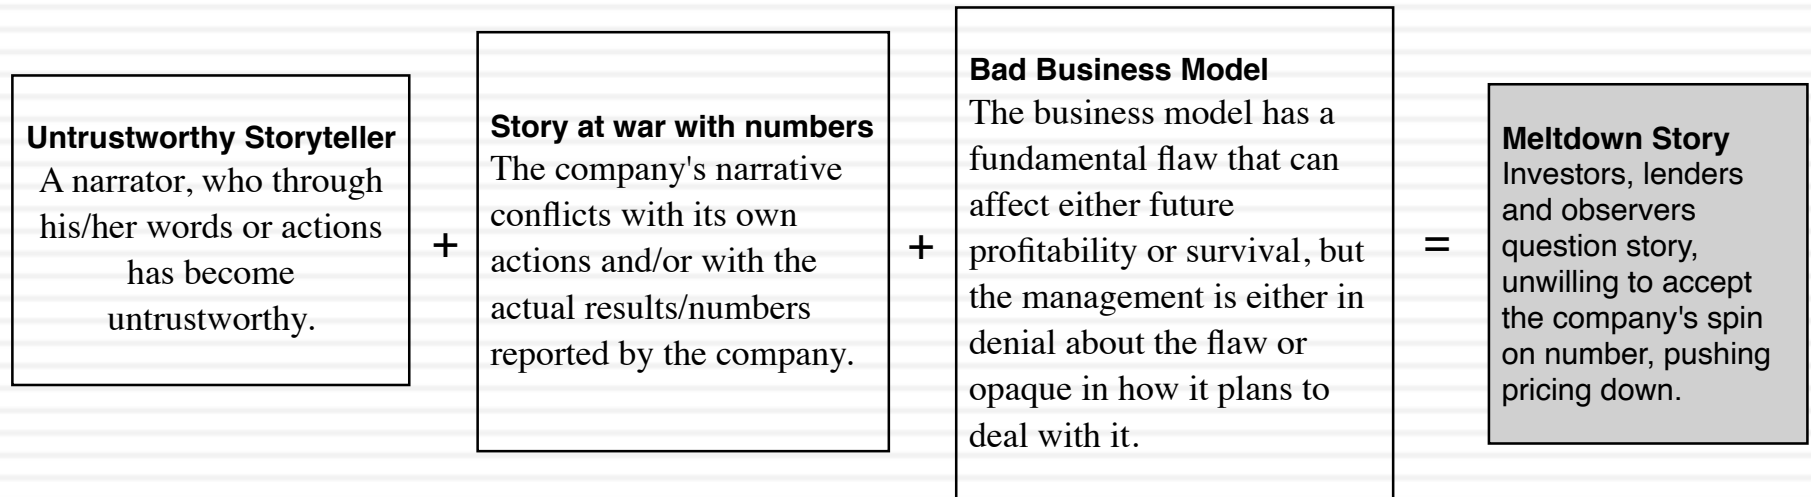 Untrustworthy Storyteller
A narrator, who through
his/her words or actions
has become
untrustworthy.
+
Story at war with numbers
The company's narrative
conflicts with its own
actions and/or with the
actual results/numbers
reported by the company.
+
Bad Business Model
The business model has a
fundamental flaw that can
affect either future
profitability or survival, but
the management is either in
denial about the flaw or
opaque in how it plans to
deal with it.
=
Meltdown Story
Investors, lenders
and observers
question story,
unwilling to accept
the company's spin
on number, pushing
pricing down.